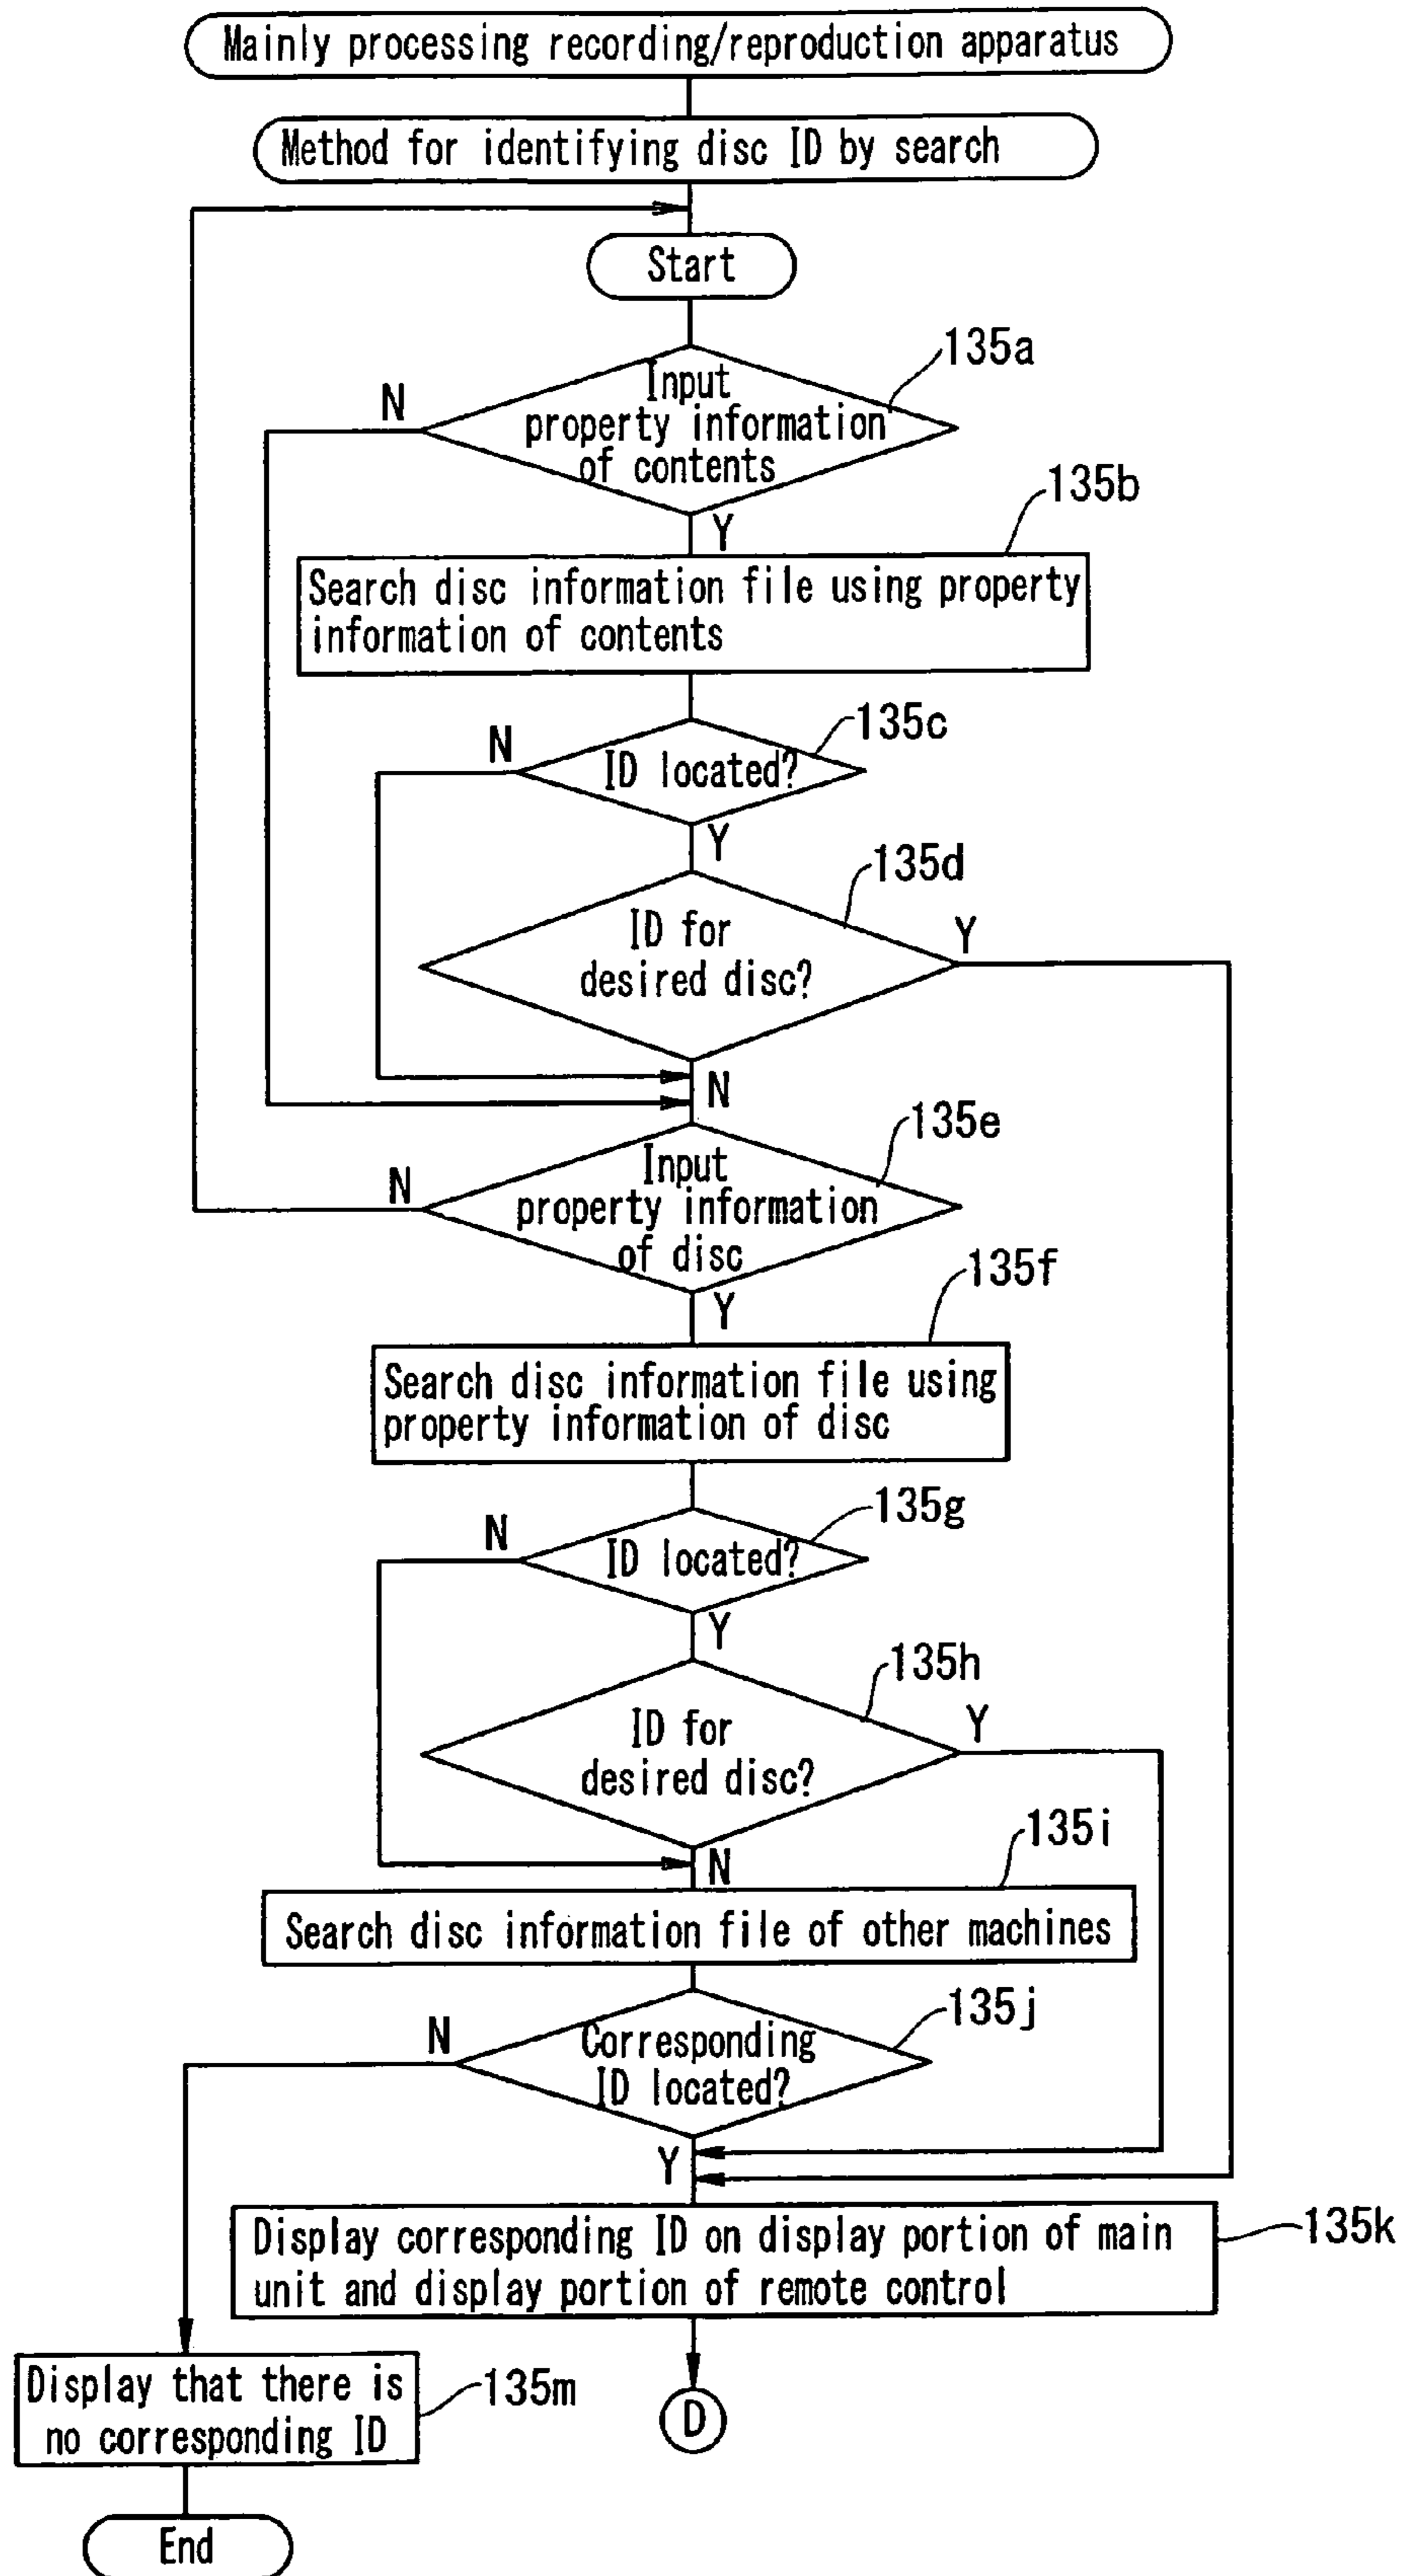 Mainly processing recording/reproduction apparatus
Method for identifying disc ID by search
Start
135a
N
Input
property information
of contents
Y
135b
Search disc information file using property
information of contents
135c
N
ID located?
Y
135d
ID for
desired disc?
Y
N
135e
N
Input
property information
of disc
Y
135f
Search disc information file using
property information of disc
135g
N
ID located?
Y
135h
ID for
desired disc?
Y
N
135i
Search disc information file of other machines
135j
N
Corresponding
ID located?
Y
Display corresponding ID on display portion of main
unit and display portion of remote control
135k
Display that there is
no corresponding ID
135m
D
End